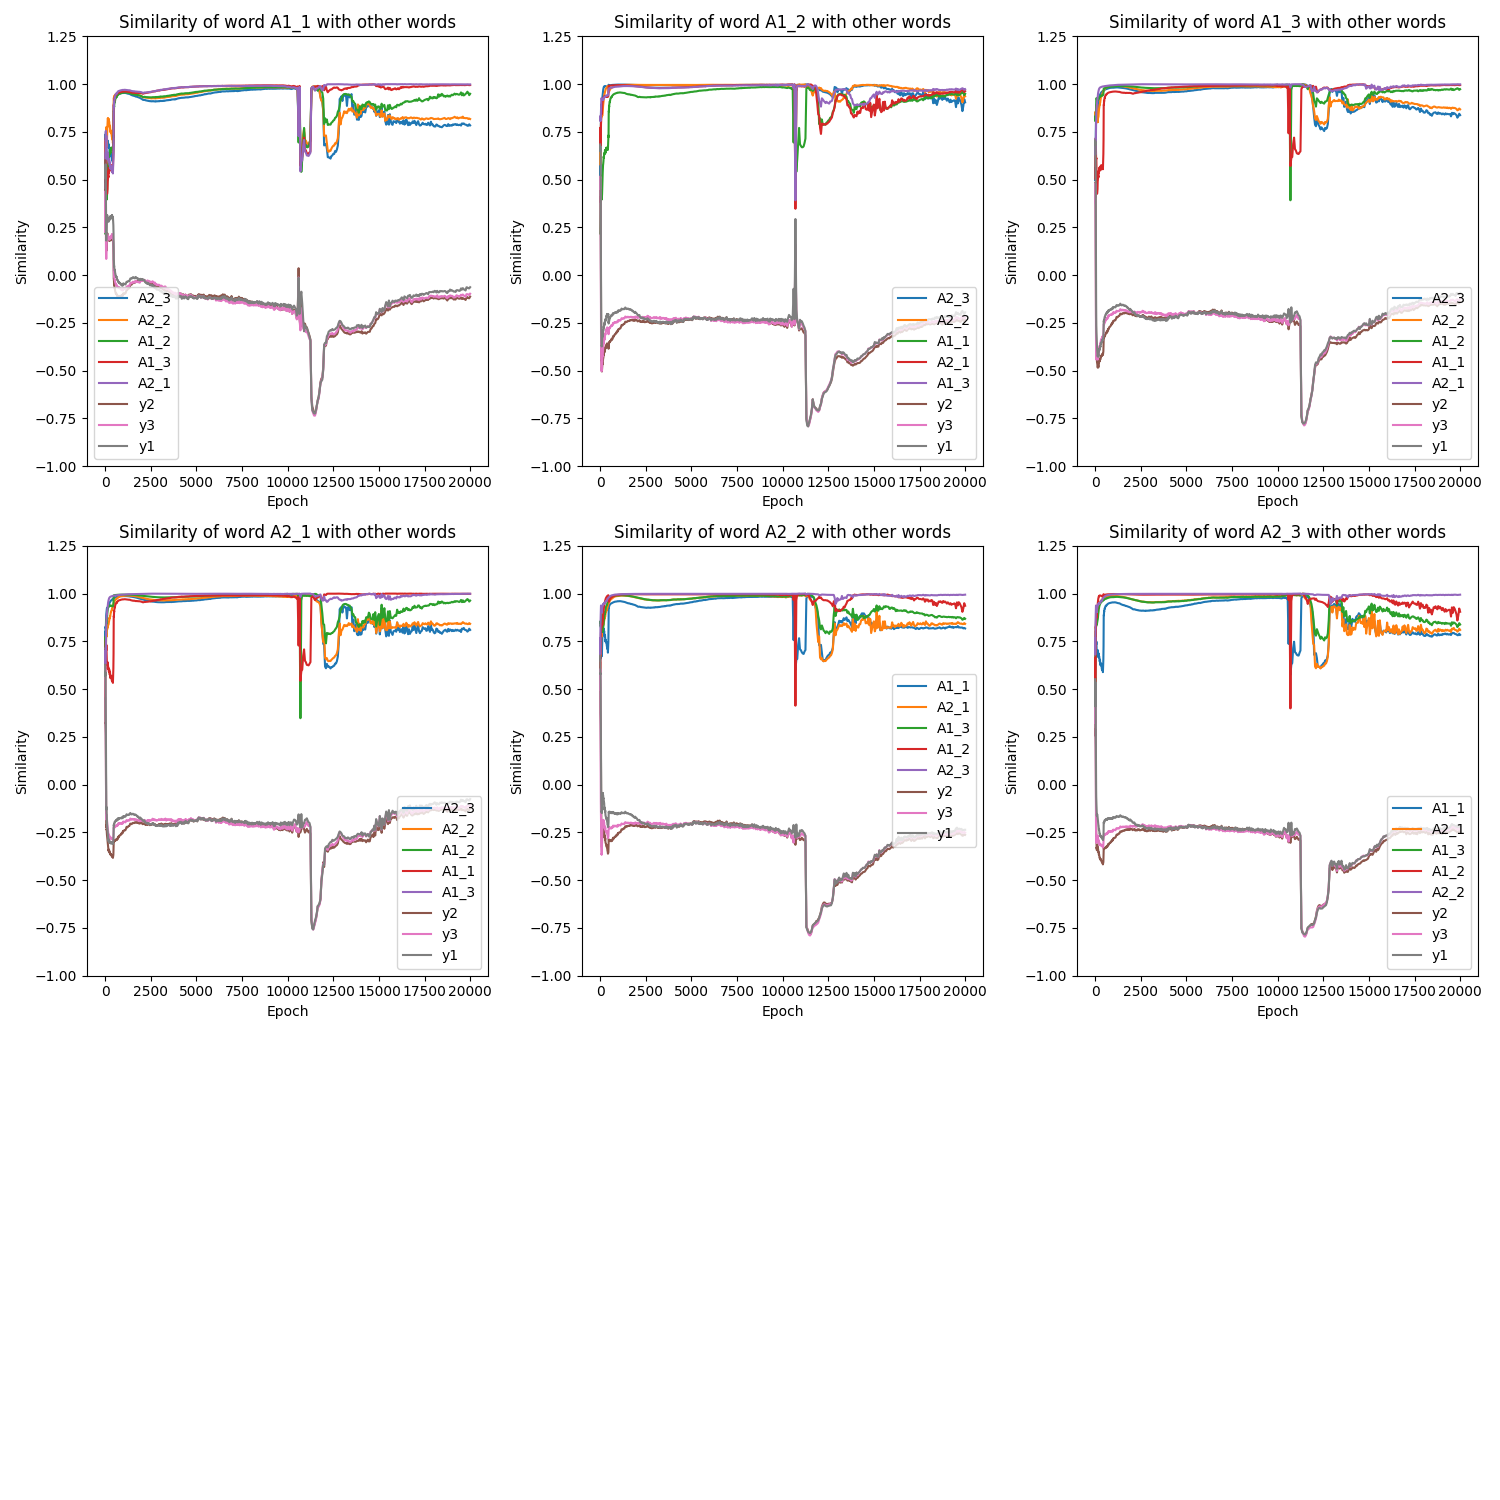 Similarity of word A1_1 with other words
1.25
1.00
0.75
0.50
0.25
0.00
−0.25
−0.50
−0.75
−1.00
Similarity
A2_3
A2_2
A1_2
A1_3
A2_1
y2
y3
y1
0 2500 5000 7500 10000 12500 15000 17500 20000
Epoch
Similarity of word A1_2 with other words
1.25
1.00
0.75
0.50
0.25
0.00
−0.25
−0.50
−0.75
−1.00
Similarity
A2_3
A2_2
A1_1
A2_1
A1_3
y2
y3
y1
0 2500 5000 7500 10000 12500 15000 17500 20000
Epoch
Similarity of word A1_3 with other words
1.25
1.00
0.75
0.50
0.25
0.00
−0.25
−0.50
−0.75
−1.00
Similarity
A2_3
A2_2
A1_2
A1_1
A2_1
y2
y3
y1
0 2500 5000 7500 10000 12500 15000 17500 20000
Epoch
Similarity of word A2_1 with other words
1.25
1.00
0.75
0.50
0.25
0.00
−0.25
−0.50
−0.75
−1.00
Similarity
A2_3
A2_2
A1_2
A1_1
A1_3
y2
y3
y1
0 2500 5000 7500 10000 12500 15000 17500 20000
Epoch
Similarity of word A2_2 with other words
1.25
1.00
0.75
0.50
0.25
0.00
−0.25
−0.50
−0.75
−1.00
Similarity
A1_1
A2_1
A1_3
A1_2
A2_3
y2
y3
y1
0 2500 5000 7500 10000 12500 15000 17500 20000
Epoch
Similarity of word A2_3 with other words
1.25
1.00
0.75
0.50
0.25
0.00
−0.25
−0.50
−0.75
−1.00
Similarity
A1_1
A2_1
A1_3
A1_2
A2_2
y2
y3
y1
0 2500 5000 7500 10000 12500 15000 17500 20000
Epoch